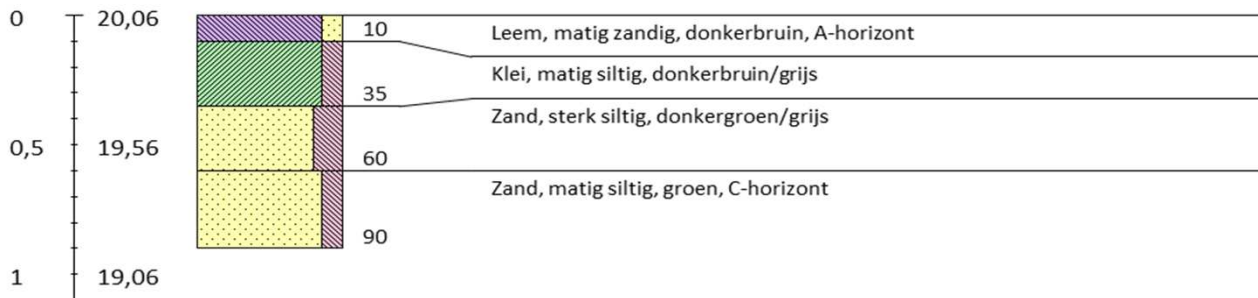 0 20,06
10 Leem, matig zandig, donkerbruin, A-horizont
Klei, matig siltig, donkerbruin/grijs
35
Zand, sterk siltig, donkergroen/grijs
0,5 19,56
60
Zand, matig siltig, groen, C-horizont
90
1 19,06